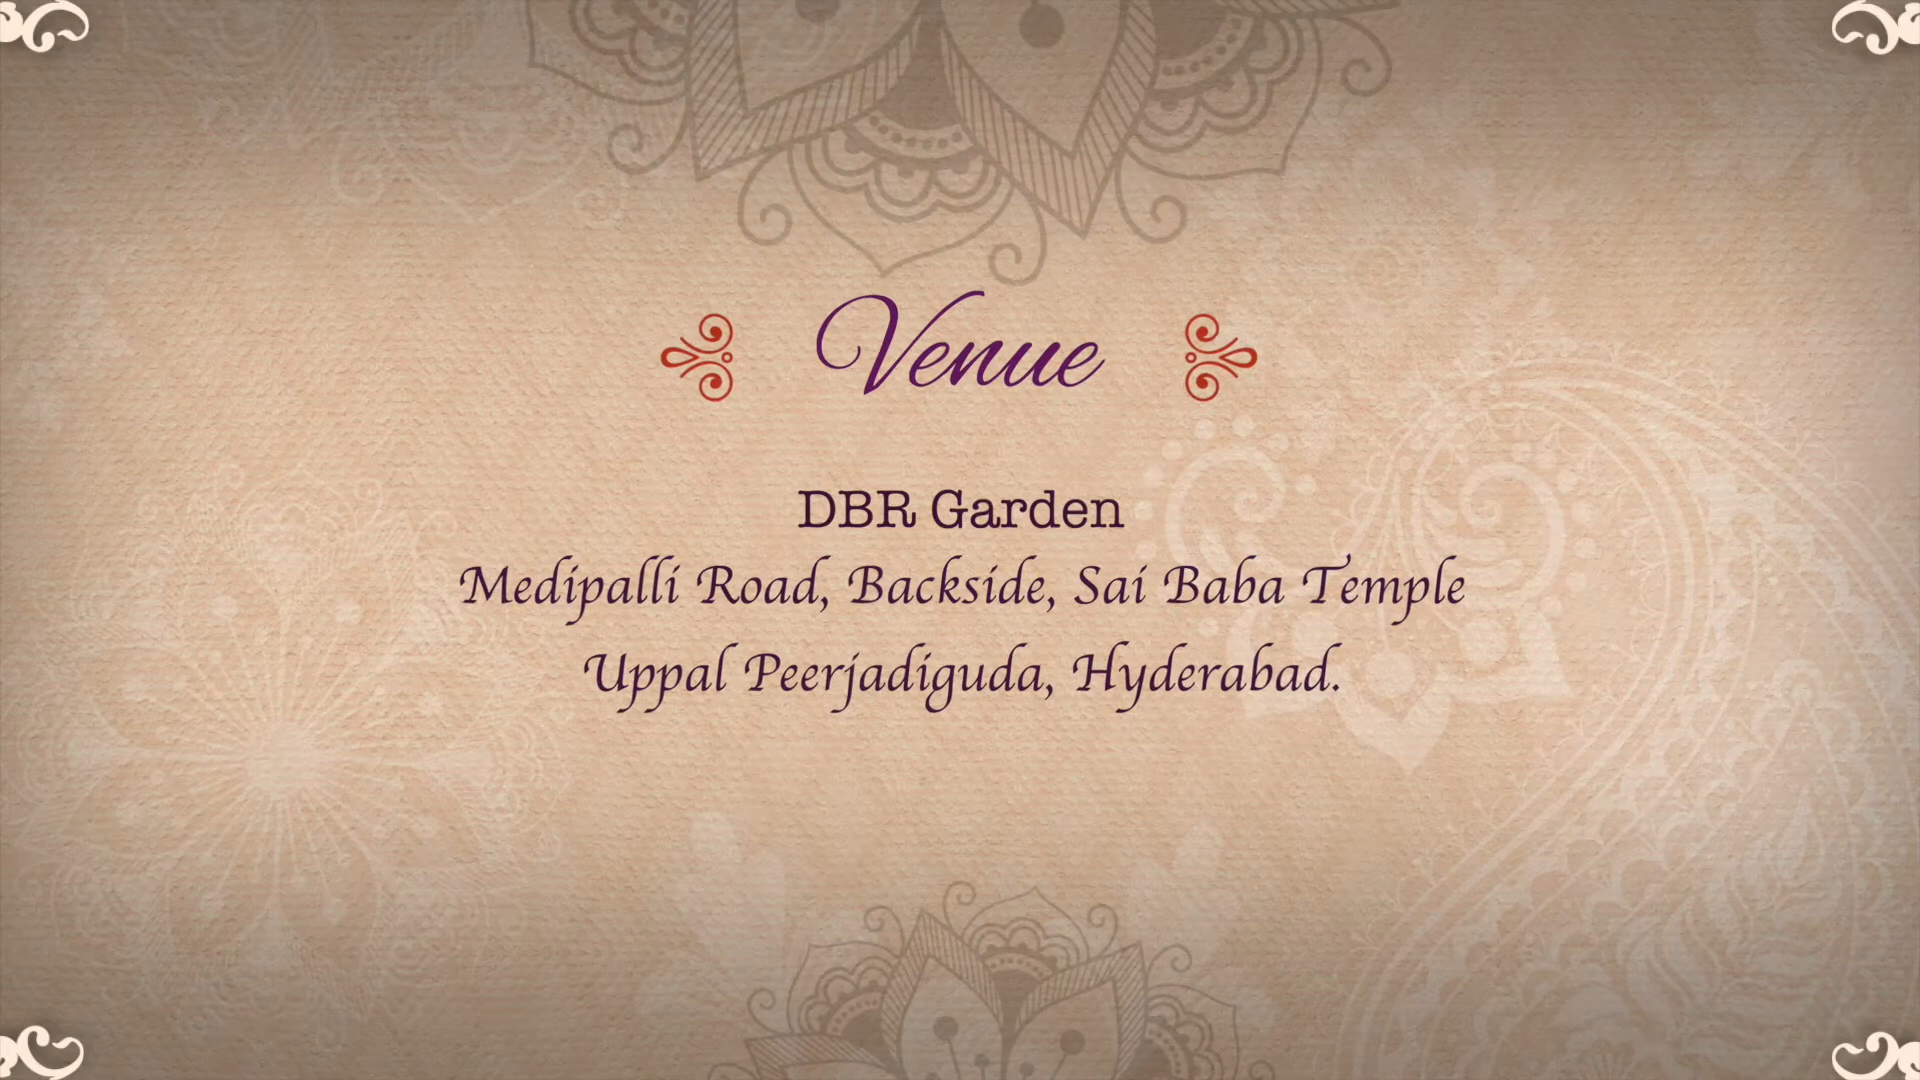 Venue
DBR Garden
Medipalli Road, Backside, Sai Baba Temple
Uppal Peerjadiguda, Hyderabad.